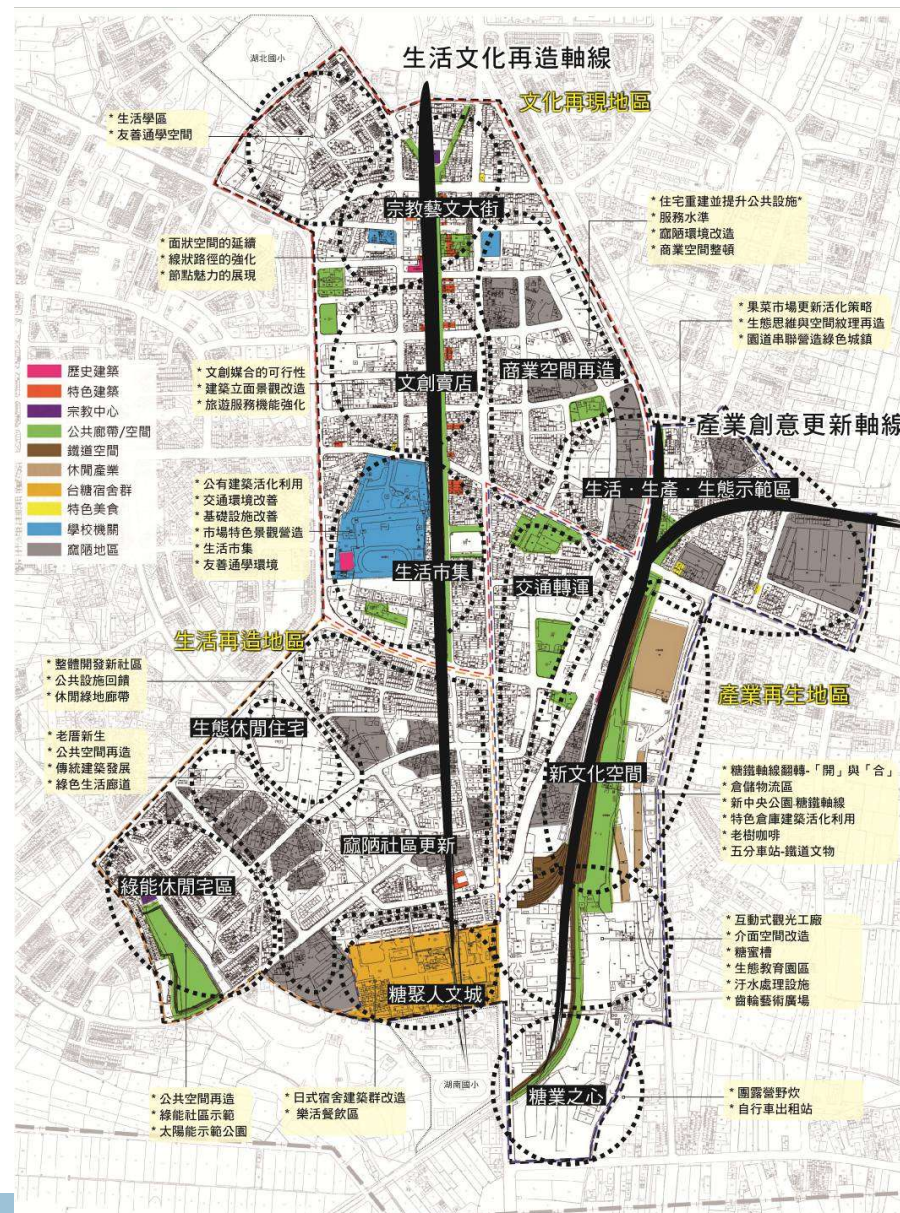 湖北國小
生活文化再造軸線
文化再現地區
* 生活學區
* 友善通學空間
宗教藝文大街
* 住宅重建並提升公共設施*
* 服務水準
* 窳陋環境改造
* 商業空間整頓
* 面狀空間的延續
* 線狀路徑的強化
* 節點魅力的展現
* 果菜市場更新活化策略
* 生態思維與空間紋理再造
* 園道串聯營造綠色城鎮
歷史建築
特色建築
宗教中心
公共廊帶/空間
鐵道空間
休閒產業
台糖宿舍群
特色美食
學校機關
窳陋地區
* 文創媒合的可行性
* 建築立面景觀改造
* 旅遊服務機能強化
文創賣店
商業空間再造
產業創意更新軸線
* 公有建築活化利用
* 交通環境改善
* 基礎設施改善
* 市場特色景觀營造
* 生活市集
* 友善通學環境
生活．生產．生態示範區
生活市集
交通轉運
生活再造地區
* 整體開發新社區
* 公共設施回饋
* 休閒綠地廊帶
產業再生地區
生態休閒住宅
* 老厝新生
* 公共空間再造
* 傳統建築發展
* 綠色生活廊道
新文化空間
* 糖鐵軸線翻轉-「開」與「合」
* 倉儲物流區
* 新中央公園.糖鐵軸線
* 特色倉庫建築活化利用
* 老樹咖啡
* 五分車站-鐵道文物
窳陋社區更新
綠能休閒宅區
* 互動式觀光工廠
* 介面空間改造
* 糖蜜槽
* 生態教育園區
* 汙水處理設施
* 齒輪藝術廣場
糖聚人文城
湖南國小
糖業之心
* 公共空間再造
* 綠能社區示範
* 太陽能示範公園
* 日式宿舍建築群改造
* 樂活餐飲區
* 團露營野炊
* 自行車出租站